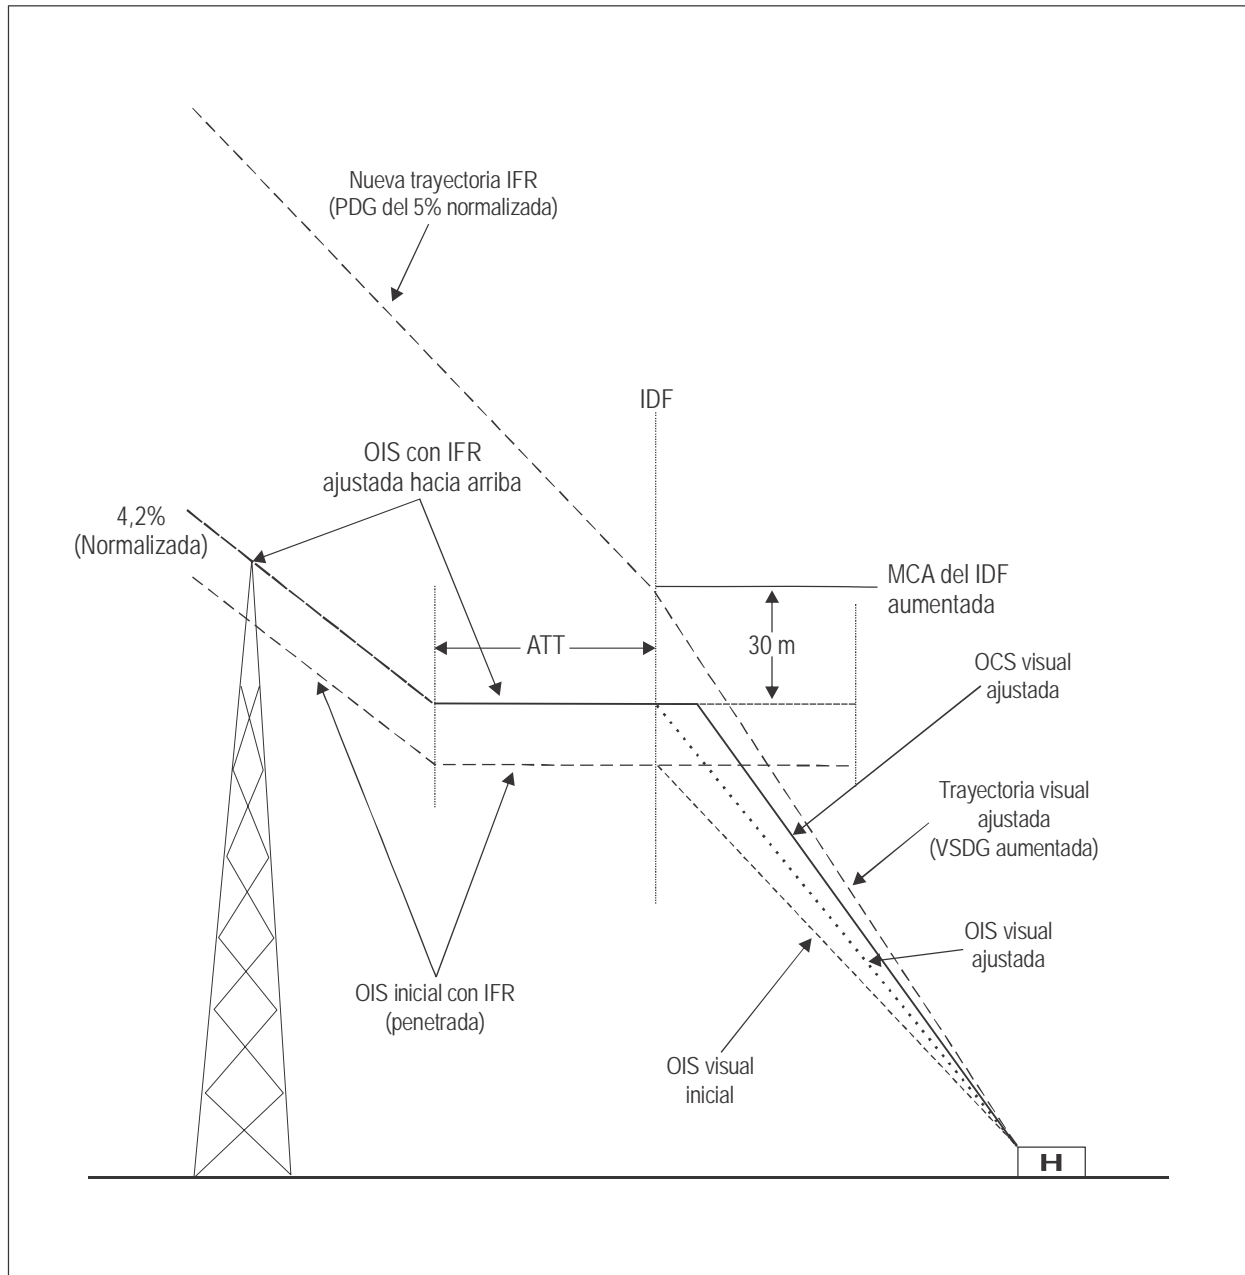 Nueva trayectoria IFR
(PDG del 5% normalizada)
IDF
OIS con IFR
ajustada hacia arriba
4,2%
(Normalizada)
MCA del IDF
aumentada
ATT
30 m
OCS visual
ajustada
Trayectoria visual
ajustada
(VSDG aumentada)
OIS visual
ajustada
OIS inicial con IFR
(penetrada)
OIS visual
inicial
H